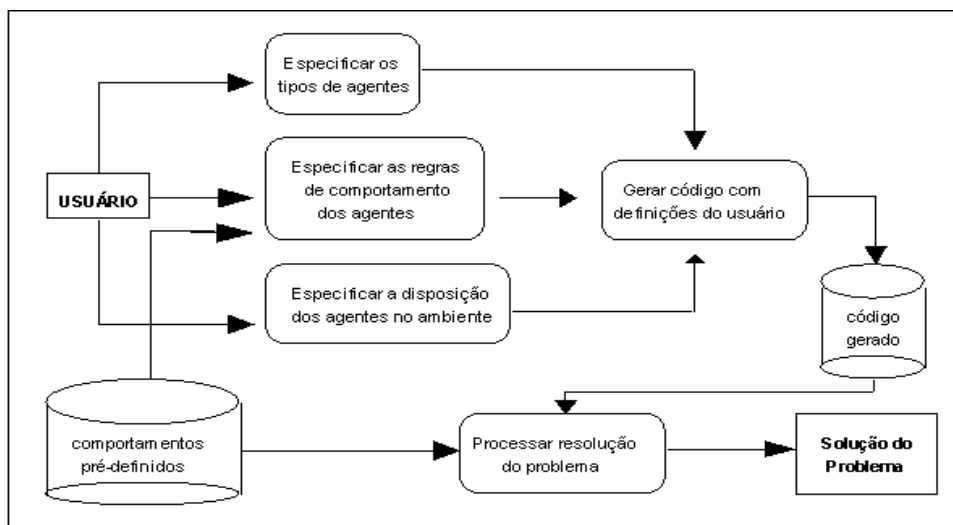 Especificar os
tipos de agentes
USUÁRIO
Especificar as regras
de comportamento
dos agentes
Gerar código com
definições do usuário
Especificar a disposição
dos agentes no ambiente
código
gerado
comportamentos
pré-definidos
Processar resolução
do problema
Solução do
Problema